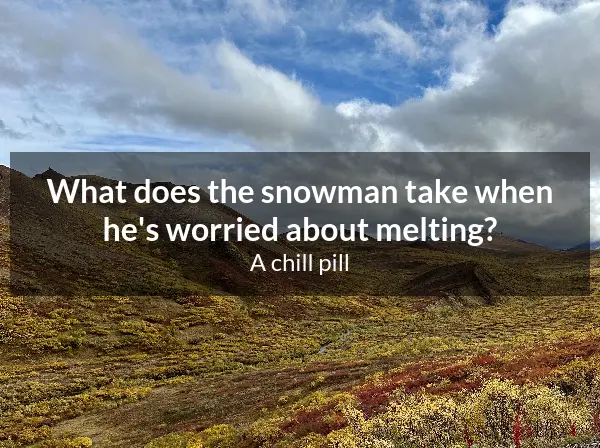 What does the snowman take when
he's worried about melting?
A chill pill